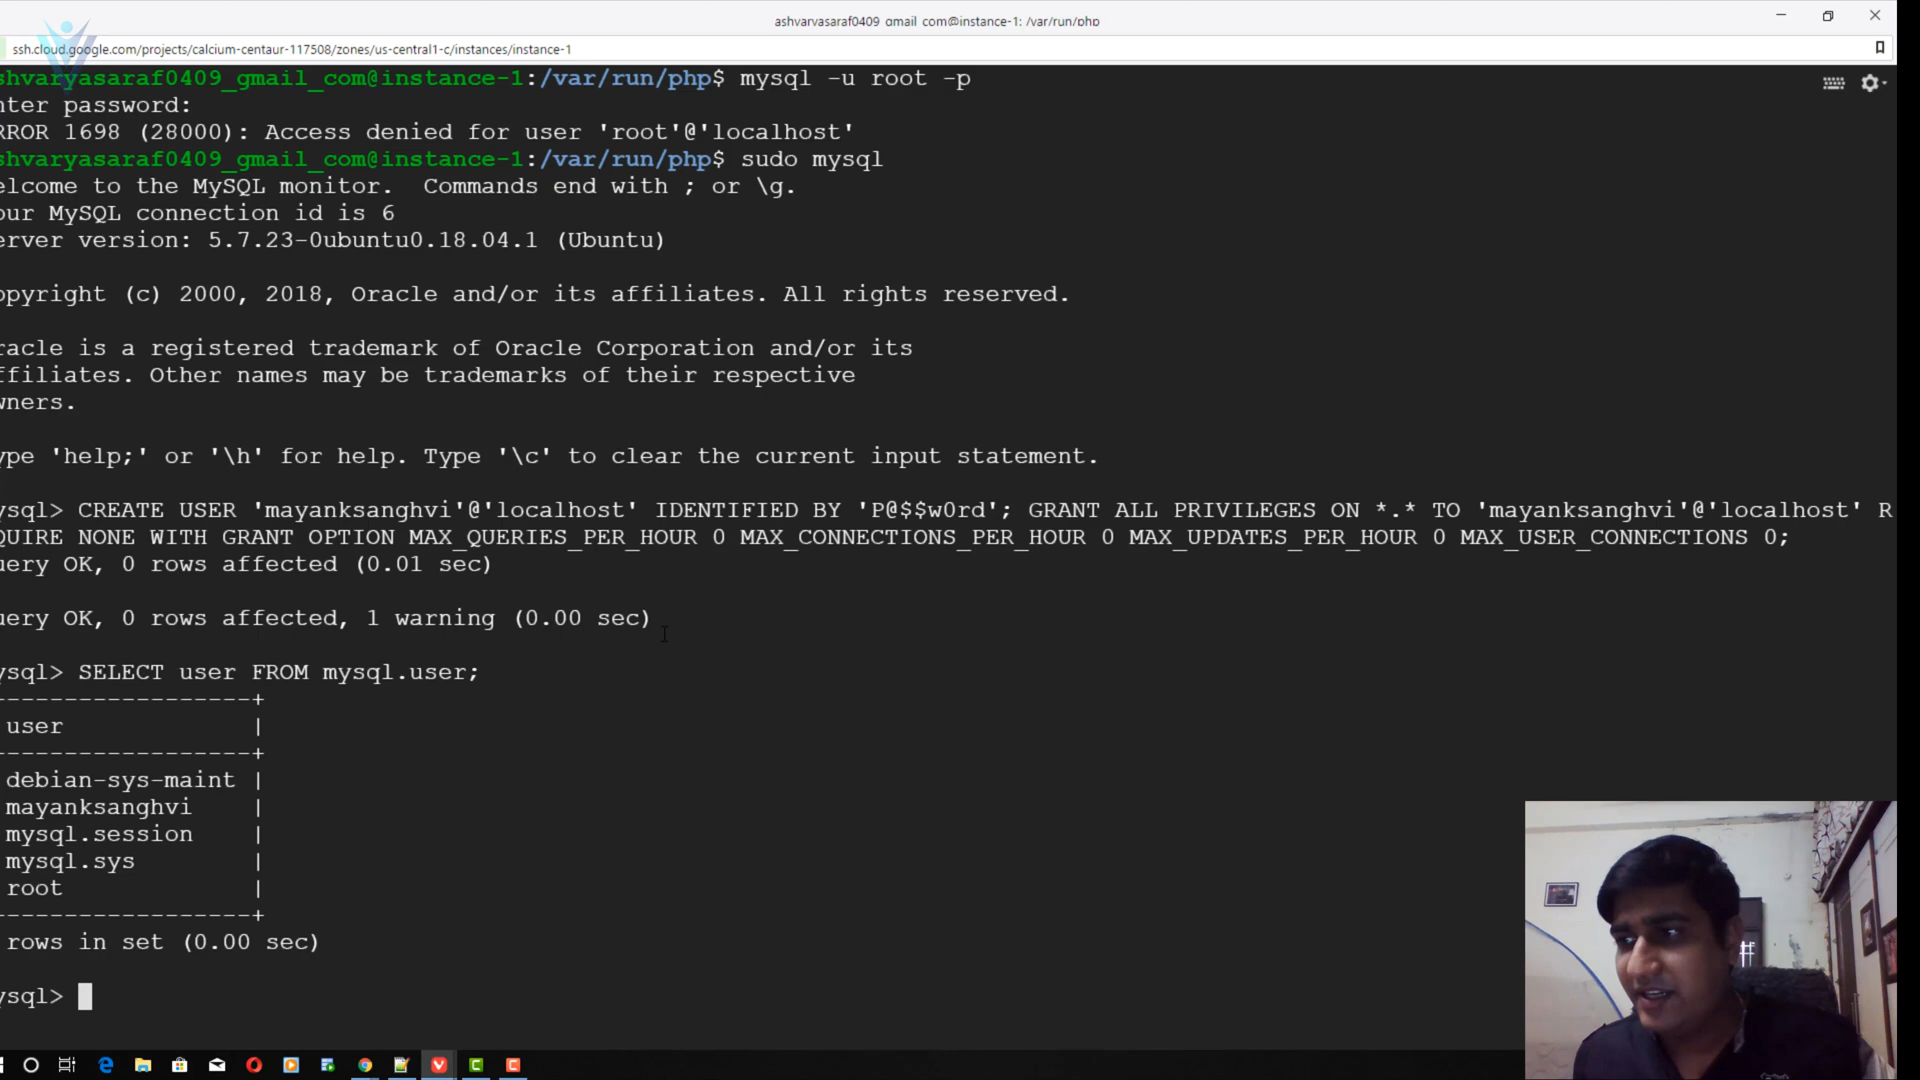 ashvaryasaraf0409_gmail_com@instance-1: /var/run/php
ssh.cloud.google.com/projects/calcium-centaur-117508/zones/us-central1-c/instances/instance-1
shvaryasaraf0409_gmail_com@instance-1:/var/run/php$ mysql -u root -p
nter password:
RROR 1698 (28000): Access denied for user 'root'@'localhost'
shvaryasaraf0409_gmail_com@instance-1:/var/run/php$ sudo mysql
elcome to the MySQL monitor.  Commands end with ; or \g.
our MySQL connection id is 6
erver version: 5.7.23-0ubuntu0.18.04.1 (Ubuntu)
opyright (c) 2000, 2018, Oracle and/or its affiliates. All rights reserved.
racle is a registered trademark of Oracle Corporation and/or its
ffiliates. Other names may be trademarks of their respective
wners.
ype 'help;' or '\h' for help. Type '\c' to clear the current input statement.
ysql> CREATE USER 'mayanksanghvi'@'localhost' IDENTIFIED BY 'P@$$w0rd'; GRANT ALL PRIVILEGES ON *.* TO 'mayanksanghvi'@'localhost' R
QUIRE NONE WITH GRANT OPTION MAX_QUERIES_PER_HOUR 0 MAX_CONNECTIONS_PER_HOUR 0 MAX_UPDATES_PER_HOUR 0 MAX_USER_CONNECTIONS 0;
uery OK, 0 rows affected (0.01 sec)
uery OK, 0 rows affected, 1 warning (0.00 sec)
ysql> SELECT user FROM mysql.user;
------------------+
user |
------------------+
debian-sys-maint |
mayanksanghvi |
mysql.session |
mysql.sys |
root |
------------------+
rows in set (0.00 sec)
ysql>